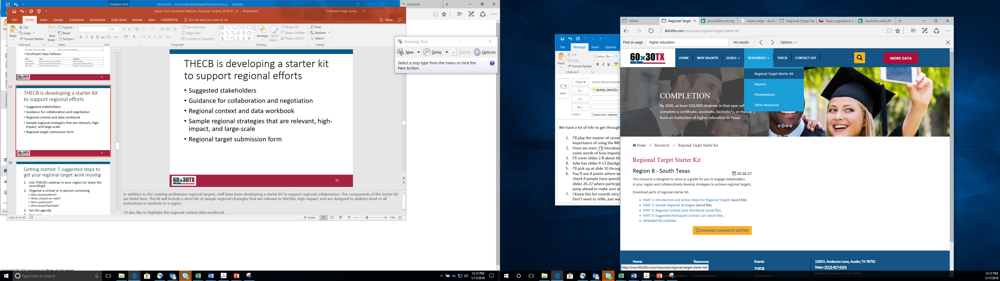 Compose Tools
Sent Items - Jenna.CullinaneHege@thecb.state.tx.us - Outlook
Axxerion
Upper East+Southeast Webinar_Regional Targets_2018_01_12 - PowerPoint
Cullinane Hege, Jenna
File Home Insert Design Transitions Animations Slide Show Review View LASERFICHE Tell me what you want to do
Share
Paste
Cut
Copy
Format Painter
Clipboard
New Slide
Layout
Reset
Section
Slides
18
Font
Text Direction
Align Text
Convert to SmartArt
Paragraph
Arrange
Quick Styles
Shape Fill
Shape Outline
Shape Effects
Drawing
Find
Replace
Select
Editing
• Southeast Data Fellows:
60x30TX
28
29
THECB is developing a starter kit
to support regional efforts
• Suggested stakeholders
• Guidance for collaboration and negotiation
• Regional context and data workbook
• Sample regional strategies that are relevant, high-
impact, and large-scale
• Regional target submission form
60x30TX
29
30
Getting started: 5 suggested steps to
get your regional target work moving
1. Join THECB's webinar in your region (or share the
recording!)
2. Organize a virtual or in-person convening
• Who should attend?
• When should we meet?
• Who could host?
• Who should facilitate?
3. Set the agenda
THECB is developing a starter kit
to support regional efforts
• Suggested stakeholders
• Guidance for collaboration and negotiation
• Regional context and data workbook
• Sample regional strategies that are relevant, high-
impact, and large-scale
• Regional target submission form
60x30TX
29
In addition to the creating preliminary regional targets, staff have been developing a starter kit to support regional collaboration. The components of the starter kit
are listed here. The kit will include a short list of sample regional strategies that are relevant to 60x30tx, high-impact, and are designed to address most or all
institutions or students in a region.
I'd also like to highlight the regional context data workbook.
Slide 29 of 48
Notes
74%
Snipping Tool
New Delay Cancel Options
Select a snip type from the menu or click the
New button.
Copyright © 2000, 2015, Oracle and/or its affiliates. All rights reserved.
Type here to search
12:12 PM
1/17/2018
File Message Insert Options
Paste
Cut
Copy
Format Painter
Clipboard
Calibri (Bo 11
B I U
Send
From
Jenna.CullinaneHege@t
To...
Gardner, David Dr.;
Cc...
Bcc...
Subject
Tomorrow's webinar
We have a lot of info to get through
1. I'll play the master of cerem
importance of using the MU
2. Once we start, I"ll introduce
some words of how importa
3. I'll cover slides 2-8 about the
4. Julie has slides 9-13 (backgr
5. I'll pick up at slide 10 throug
6. You'll see 4 points where we
check if people have questio
slides 26-27 where participa
jump ahead to make sure w
7. I know this list sounds very
Don't want to stifle, just wa
CBNet
Regional Target
pbuck@bvcot.org -
Home Page - Acco
Regional Target Sta
Texas Legislature O
charlotte cahill jff -
60x30tx.com/resources/regional-target-starter-kit
Find on page
higher education
No results
Options
60x30TX
HOME WHY 60x30TX GOALS RESOURCES THECB CONTACT US!
MORE DATA
Regional Target Starter Kit
Reports
Presentations
Other Resources
COMPLETION
By 2030, at least 550,000 students in that year wil
complete a certificate, associate, bachelor's, or master's
from an institution of higher education in Texas
Home > Resources > Regional Target Starter Kit
Regional Target Starter Kit
Region 8 - South Texas
10.26.17
This resource is designed to serve as a guide for you to engage stakeholders
in your region and collaboratively develop strategies to achieve regional targets.
Download parts of regional starter kit.
• PART 1: Introduction and Action-Steps for Regional Targets (word file).
• PART 2: Sample Regional Strategies (word file).
• PART 3: Regional Context Data Workbook (excel file).
• PART 4: Suggested Participant Contact List (excel file).
• WEBINAR RECORDING
Download Complete Kit (pdf file)
Home
Resources
Events
THECB
1200 E. Anderson Lane, Austin, TX 78752
Main: (512) 427-6101
http://www.60x30tx.com/resources/regional-target-starter-kit/
12:12 PM
1/17/2018